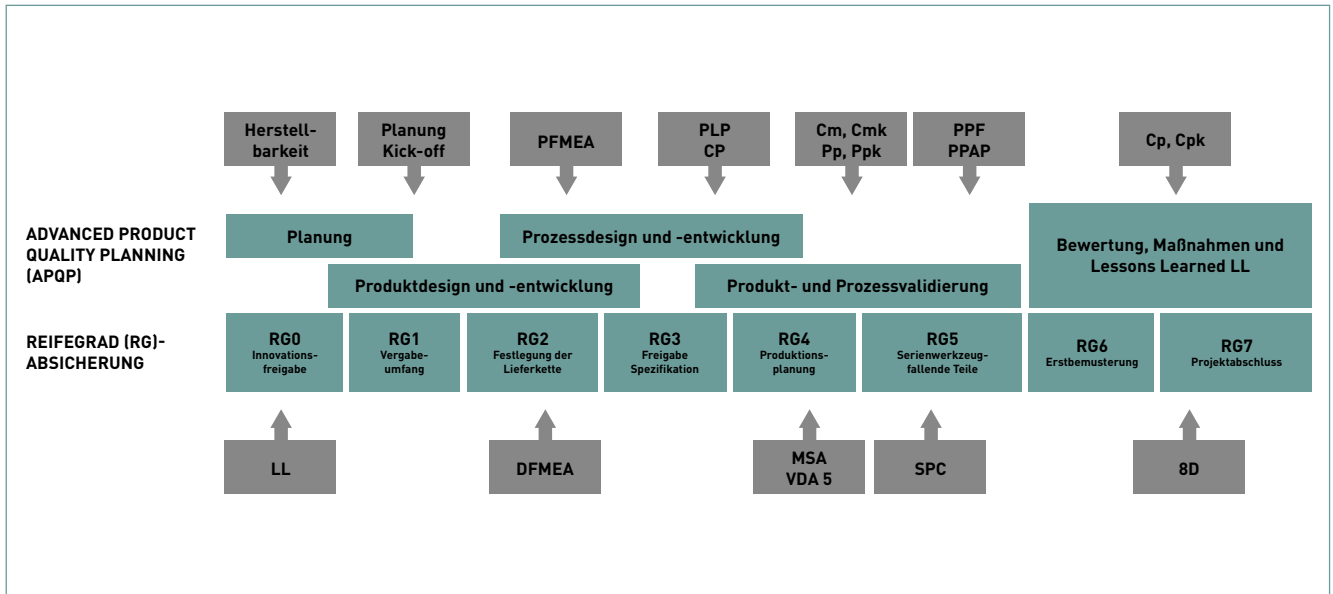 Herstell-
barkeit
Planung
Kick-off
PFMEA
PLP
CP
Cm, Cmk
Pp, Ppk
PPF
PPAP
Cp, Cpk
ADVANCED PRODUCT
QUALITY PLANNING
(APQP)
Planung
Prozessdesign und -entwicklung
Produktdesign und -entwicklung
Produkt- und Prozessvalidierung
Bewertung, Maßnahmen und
Lessons Learned LL
REIFEGRAD (RG)-
ABSICHERUNG
RG0
Innovations-
freigabe
RG1
Vergabe-
umfang
RG2
Festlegung der
Lieferkette
RG3
Freigabe
Spezifikation
RG4
Produktions-
planung
RG5
Serienwerkzeug-
fallende Teile
RG6
Erstbemusterung
RG7
Projektabschluss
LL
DFMEA
MSA
VDA 5
SPC
8D